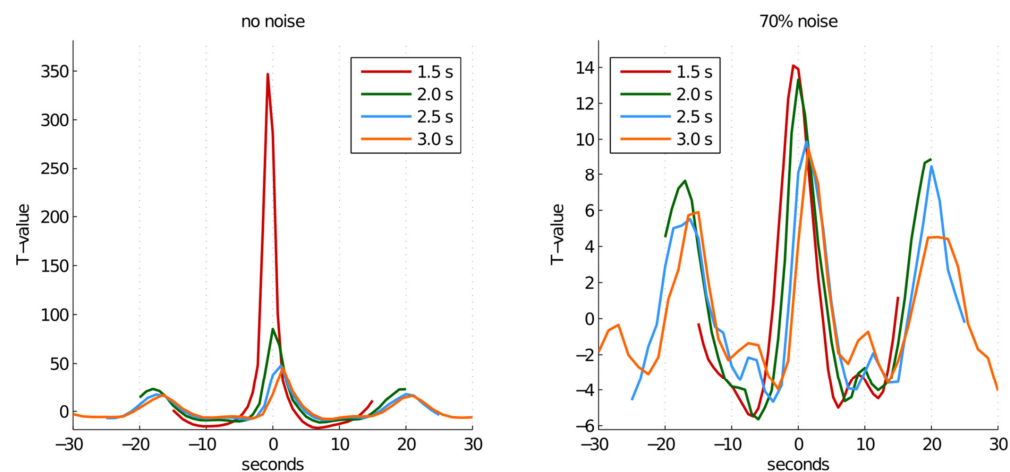 no noise
T-value
350
300
250
200
150
100
50
0
−30 −20 −10 0 10 20 30
seconds
1.5 s
2.0 s
2.5 s
3.0 s
70% noise
T-value
14
12
10
8
6
4
2
0
−2
−4
−6
−30 −20 −10 0 10 20 30
seconds
1.5 s
2.0 s
2.5 s
3.0 s